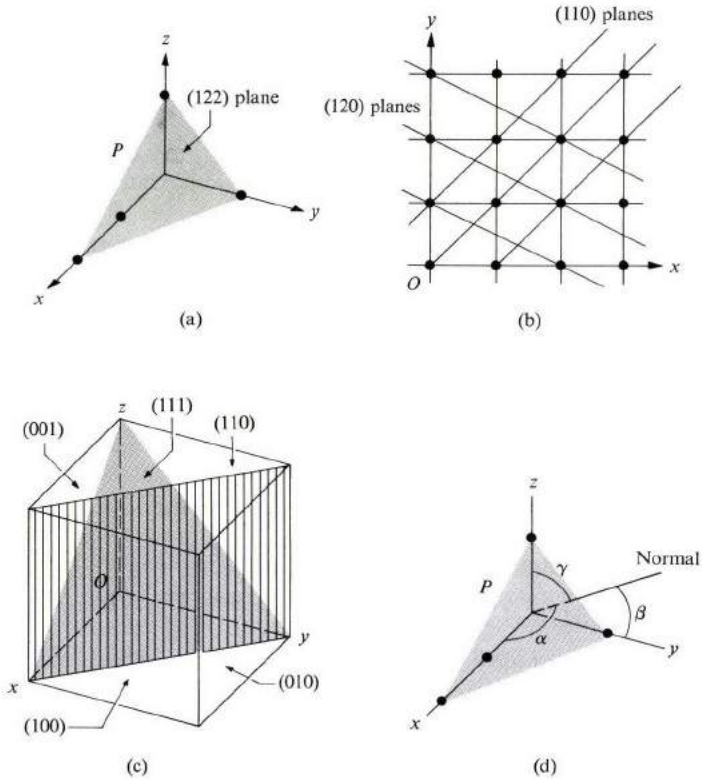 z
(122) plane
P
y
x
(a)
y
(110) planes
(120) planes
O
x
(b)
z
(111)
(110)
(001)
O
y
x
(010)
(100)
(c)
z
Normal
γ
P
β
α
y
x
(d)